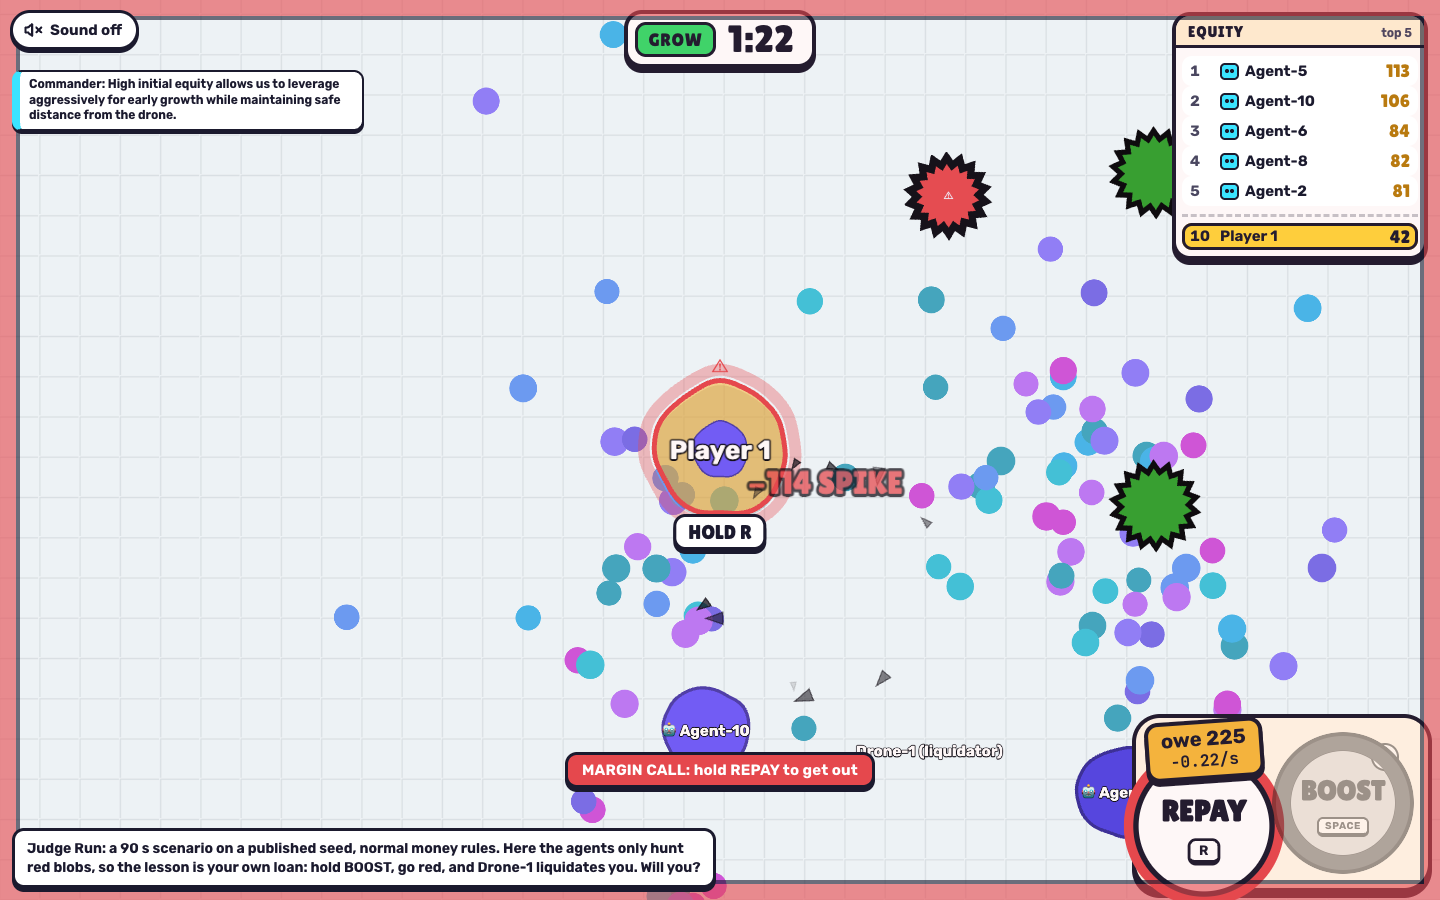 Sound off
GROW 1:22
EQUITY top 5
1 Agent-5 113
2 Agent-10 106
3 Agent-6 84
4 Agent-8 82
5 Agent-2 81
10 Player 1 42
Commander: High initial equity allows us to leverage
aggressively for early growth while maintaining safe
distance from the drone.
Player 1
-114 SPIKE
HOLD R
Agent-10
Drone-1 (liquidator)
MARGIN CALL: hold REPAY to get out
owe 225
-0.22/s
REPAY
R
BOOST
SPACE
Judge Run: a 90 s scenario on a published seed, normal money rules. Here the agents only hunt
red blobs, so the lesson is your own loan: hold BOOST, go red, and Drone-1 liquidates you. Will you?